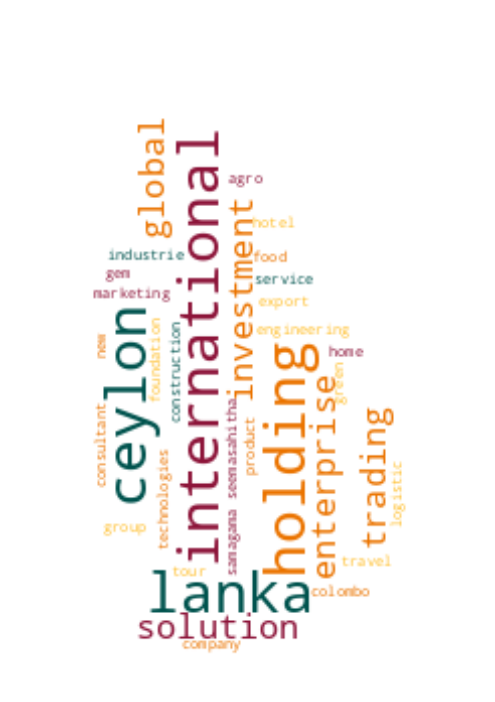 global
international
agro
investment
hotel
industrie
food
gem
service
marketing
export
ceylon
new
foundation
construction
engineering
holding
home
green
enterprise
consultant
seemasahitha
product
trading
technologies
logistic
samagama
group
travel
tour
lanka
colombo
solution
company